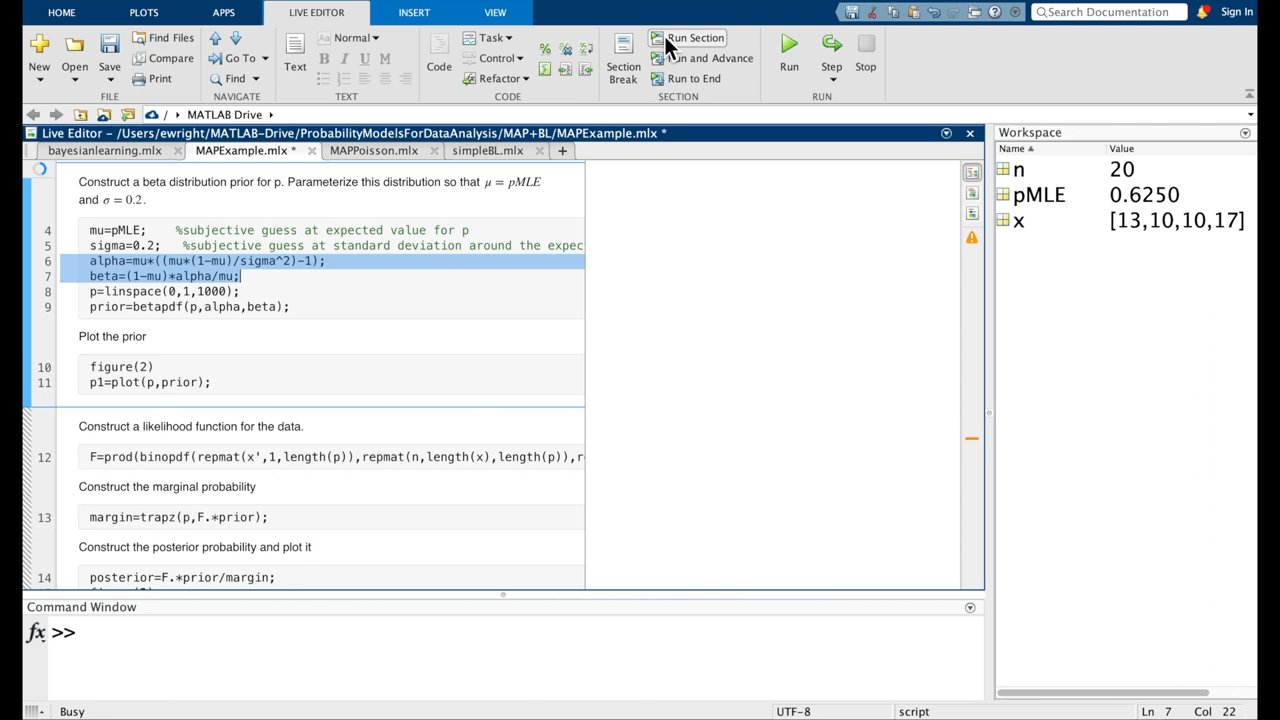 HOME PLOTS APPS LIVE EDITOR INSERT VIEW Search Documentation Sign In
New Open Save Find Files Compare Print
Go To Find
Text Aa Normal B I U M
Code Task Control Refactor
Section Break Run Section Run and Advance Run to End
Run Step Stop
FILE NAVIGATE TEXT CODE SECTION RUN
/ MATLAB Drive
Live Editor - /Users/ewright/MATLAB-Drive/ProbabilityModelsForDataAnalysis/MAP+BL/MAPExample.mlx *
bayesianlearning.mlx MAPExample.mlx * MAPPoisson.mlx simpleBL.mlx
Construct a beta distribution prior for p. Parameterize this distribution so that μ = pMLE
and σ = 0.2.
4 mu=pMLE; %subjective guess at expected value for p
5 sigma=0.2; %subjective guess at standard deviation around the expec
6 alpha=mu*((mu*(1-mu)/sigma^2)-1);
7 beta=(1-mu)*alpha/mu;
8 p=linspace(0,1,1000);
9 prior=betapdf(p,alpha,beta);
Plot the prior
10 figure(2)
11 p1=plot(p,prior);
Construct a likelihood function for the data.
12 F=prod(binopdf(repmat(x',1,length(p)),repmat(n,length(x),length(p)),r
Construct the marginal probability
13 margin=trapz(p,F.*prior);
Construct the posterior probability and plot it
14 posterior=F.*prior/margin;
Workspace
Name Value
n 20
pMLE 0.6250
x [13,10,10,17]
Command Window
fx >>
Busy UTF-8 script Ln 7 Col 22